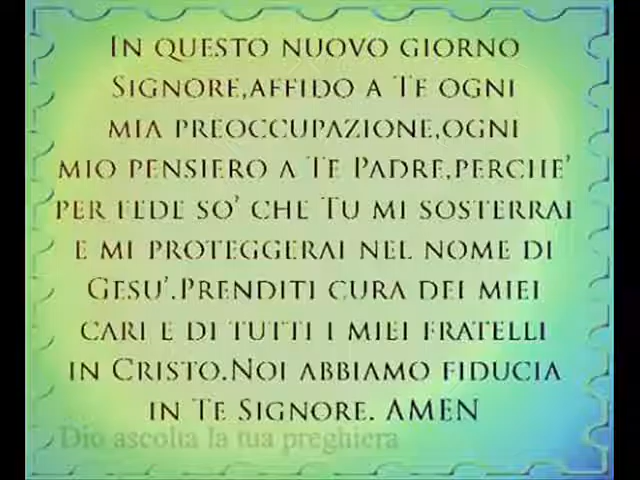 IN QUESTO NUOVO GIORNO
SIGNORE,AFFIDO A TE OGNI
MIA PREOCCUPAZIONE,OGNI
MIO PENSIERO A TE PADRE,PERCHE'
PER FEDE SO' CHE TU MI SOSTERRAI
E MI PROTEGGERAI NEL NOME DI
GESU'.PRENDITI CURA DEI MIEI
CARI E DI TUTTI I MIEI FRATELLI
IN CRISTO.NOI ABBIAMO FIDUCIA
IN TE SIGNORE. AMEN
Dio ascolta la tua preghiera